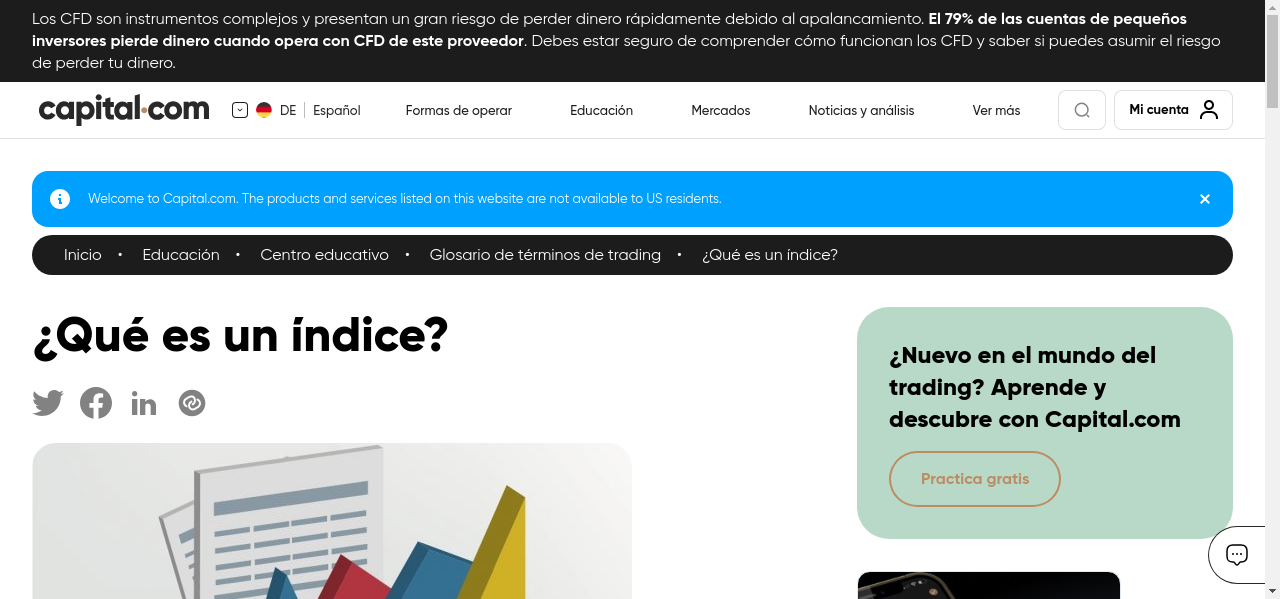 Los CFD son instrumentos complejos y presentan un gran riesgo de perder dinero rápidamente debido al apalancamiento. El 79% de las cuentas de pequeños
inversores pierde dinero cuando opera con CFD de este proveedor. Debes estar seguro de comprender cómo funcionan los CFD y saber si puedes asumir el riesgo
de perder tu dinero.
capital.com DE Español Formas de operar Educación Mercados Noticias y análisis Ver más Mi cuenta
Welcome to Capital.com. The products and services listed on this website are not available to US residents.
Inicio • Educación • Centro educativo • Glosario de términos de trading • ¿Qué es un índice?
¿Qué es un índice?
¿Nuevo en el mundo del
trading? Aprende y
descubre con Capital.com
Practica gratis